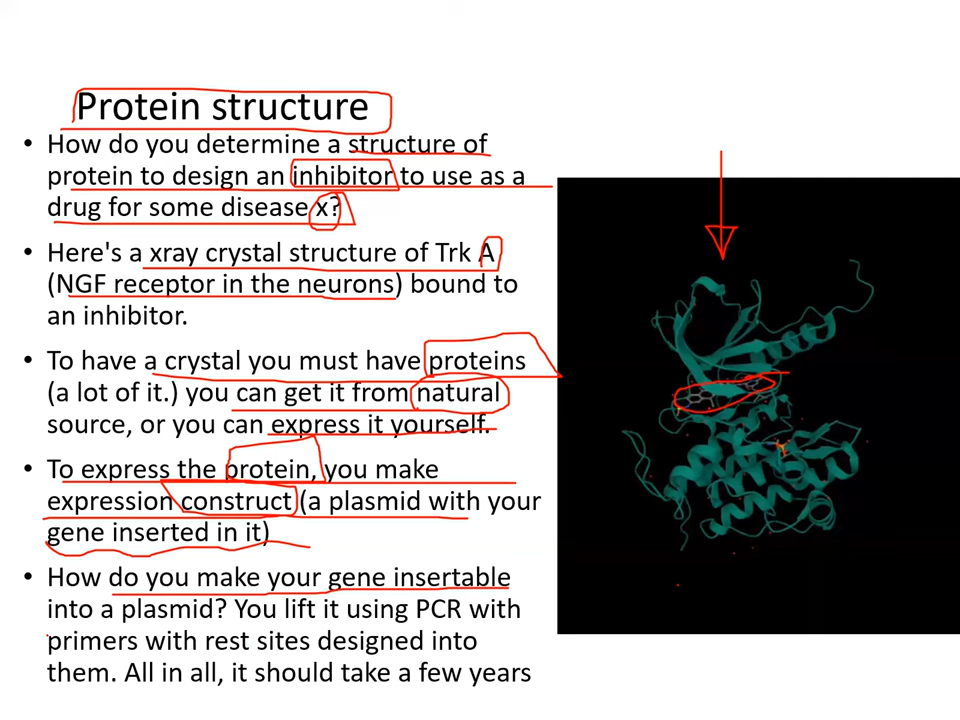 Protein structure
• How do you determine a structure of
protein to design an inhibitor to use as a
drug for some disease x?
• Here's a xray crystal structure of Trk A
(NGF receptor in the neurons) bound to
an inhibitor.
• To have a crystal you must have proteins
(a lot of it.) you can get it from natural
source, or you can express it yourself.
• To express the protein, you make
expression construct (a plasmid with your
gene inserted in it)
• How do you make your gene insertable
into a plasmid? You lift it using PCR with
primers with rest sites designed into
them. All in all, it should take a few years